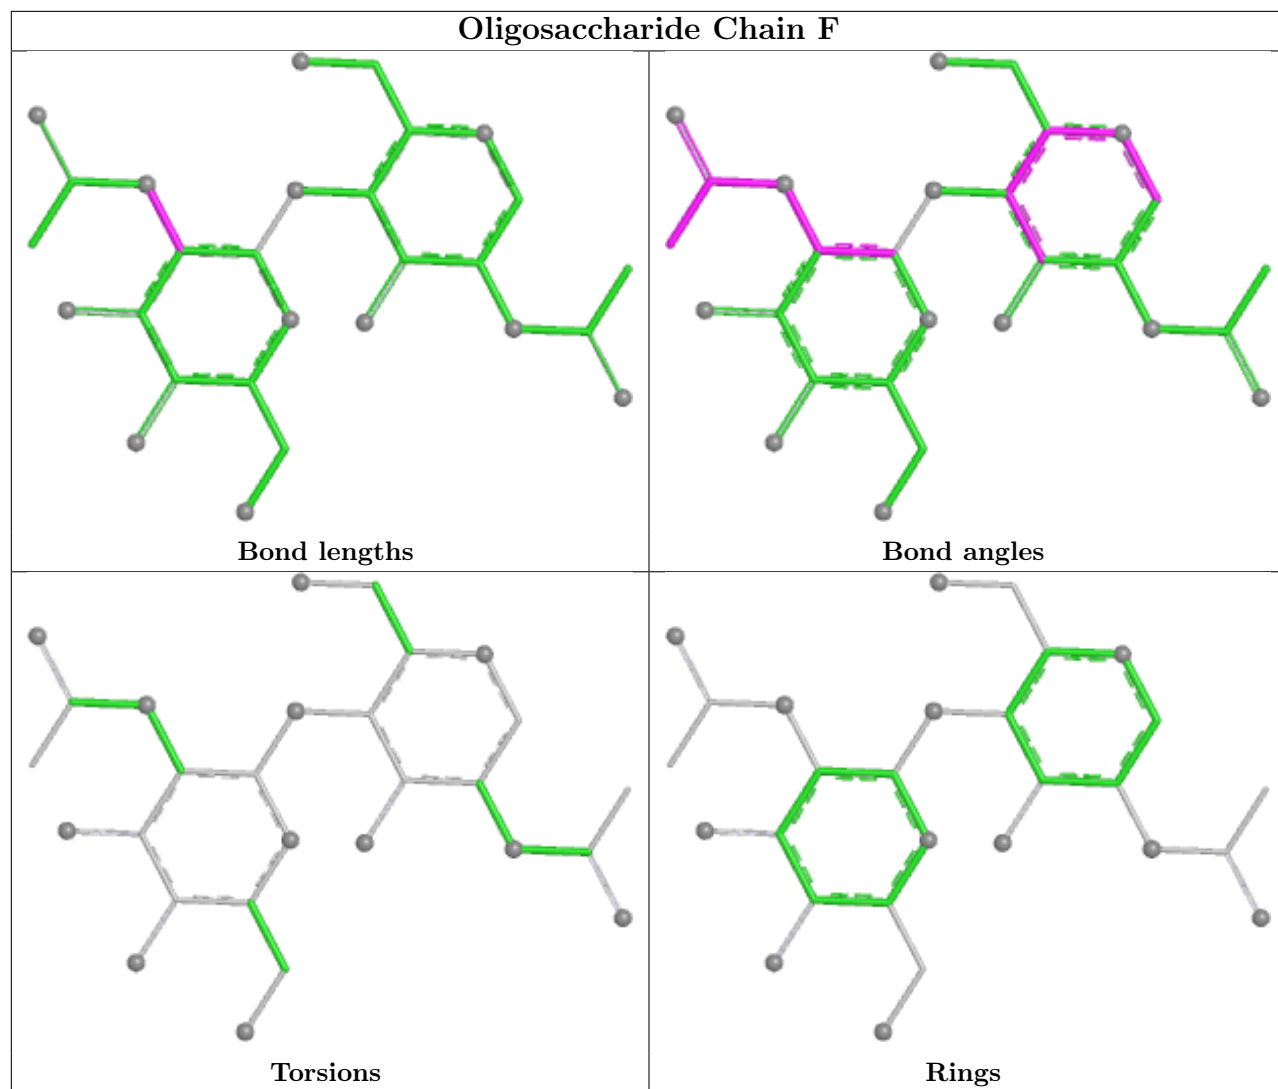 Oligosaccharide Chain F
Bond lengths
Bond angles
Torsions
Rings